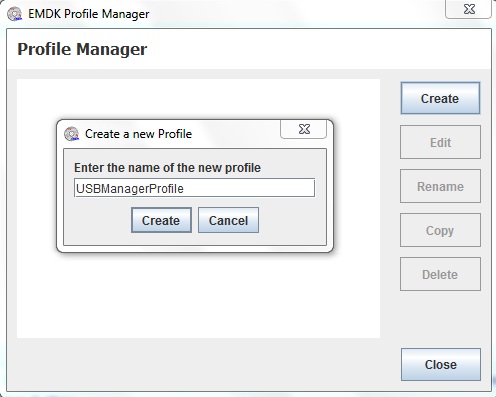 EMDK Profile Manager
Profile Manager
Create
Edit
Rename
Copy
Delete
Close
Create a new Profile
Enter the name of the new profile
USBManagerProfile
Create Cancel